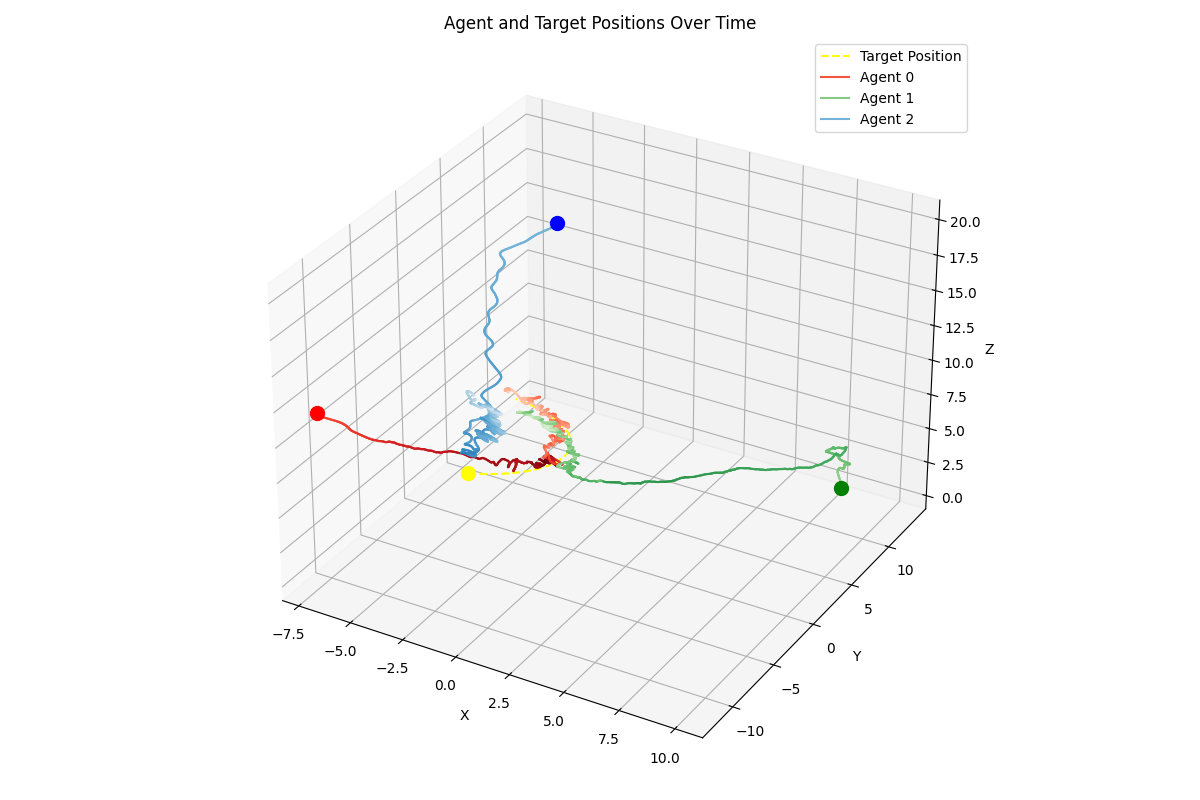 Agent and Target Positions Over Time
Target Position
Agent 0
Agent 1
Agent 2
20.0
17.5
15.0
12.5
10.0
7.5
5.0
2.5
0.0
Z
10
5
0
−5
−10
Y
−7.5
−5.0
−2.5
0.0
2.5
5.0
7.5
10.0
X